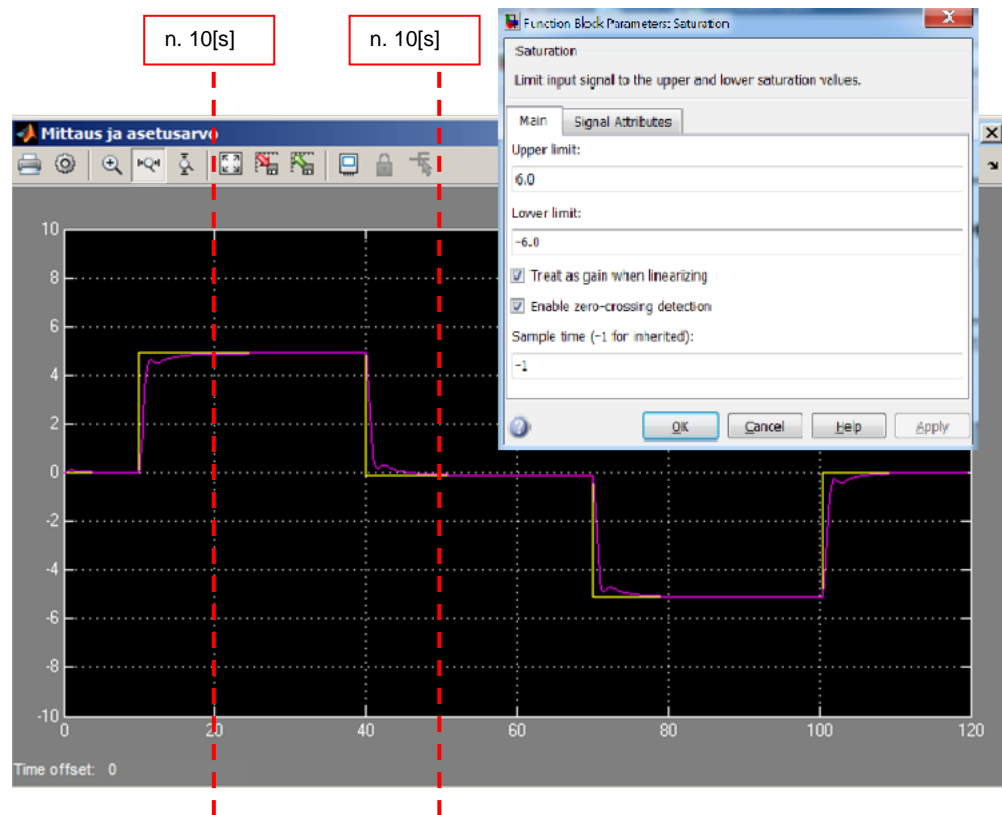 n. 10[s]
n. 10[s]
Function Block Parameters: Saturation
Saturation
Limit input signal to the upper and lower saturation values.
Main
Signal Attributes
Upper limit:
6.0
Lower limit:
-6.0
Treat as gain when linearizing
Enable zero-crossing detection
Sample time (-1 for inherited):
-1
OK
Cancel
Help
Apply
Mittaus ja asetusarvo
10
8
6
4
2
0
-2
-4
-6
-8
-10
0
20
40
60
80
100
120
Time offset: 0